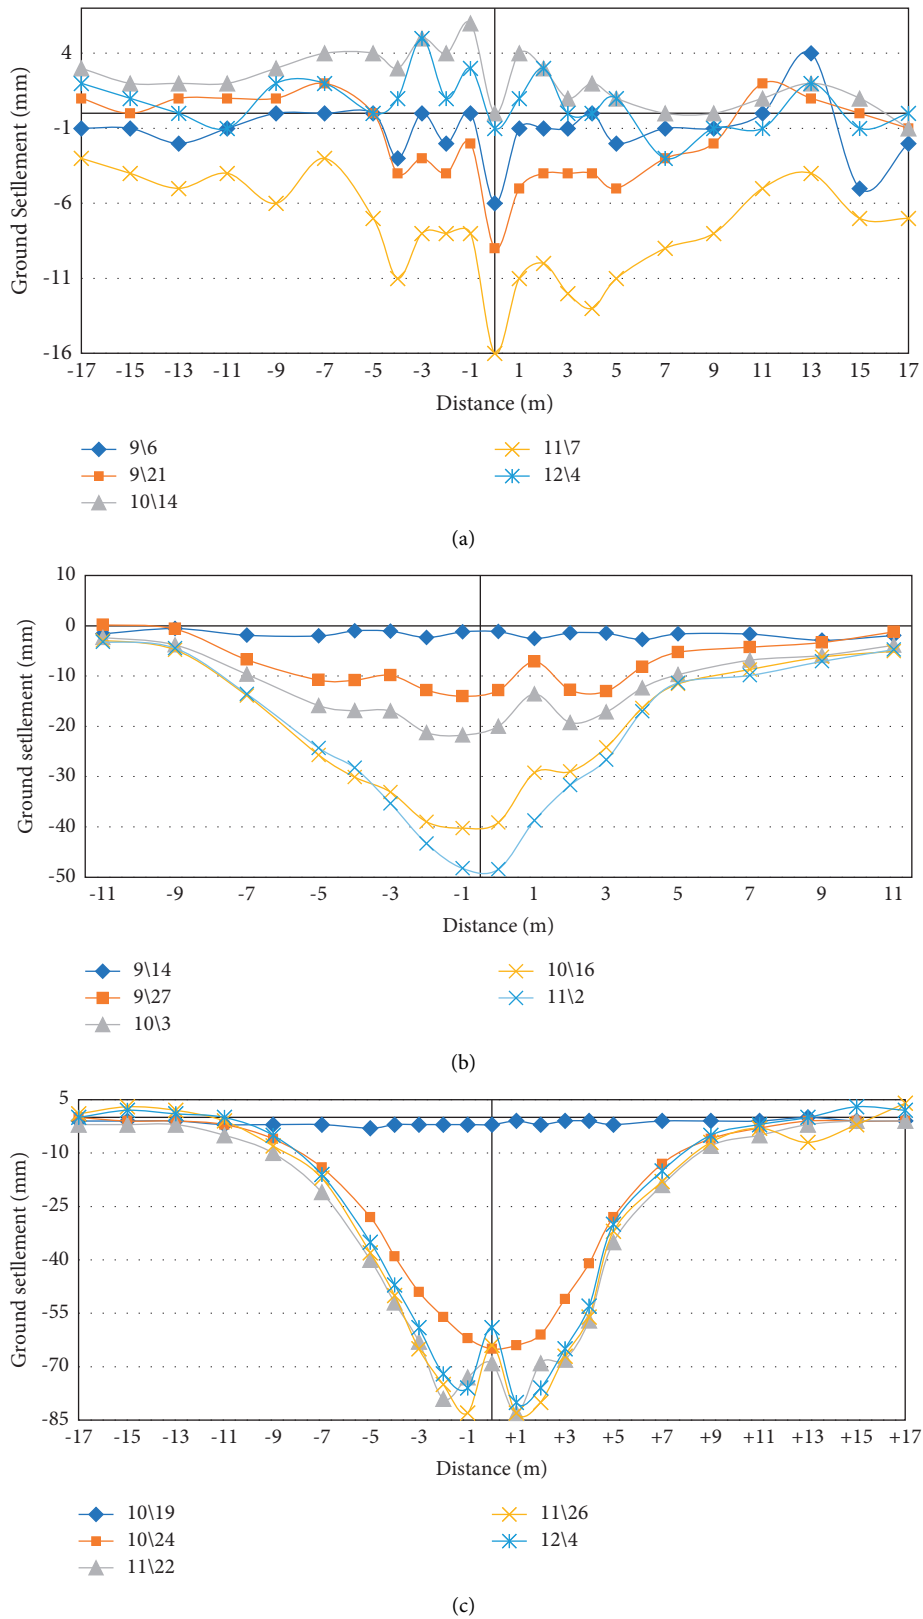 Ground Setllement (mm)
4
-1
-6
-11
-16
-17 -15 -13 -11 -9 -7 -5 -3 -1 1 3 5 7 9 11 13 15 17
Distance (m)
9\6
9\21
10\14
11\7
12\4
(a)
Ground setllement (mm)
10
0
-10
-20
-30
-40
-50
-11 -9 -7 -5 -3 -1 1 3 5 7 9 11
Distance (m)
9\14
9\27
10\3
10\16
11\2
(b)
Ground setllement (mm)
5
-10
-25
-40
-55
-70
-85
-17 -15 -13 -11 -9 -7 -5 -3 -1 +1 +3 +5 +7 +9 +11 +13 +15 +17
Distance (m)
10\19
10\24
11\22
11\26
12\4
(c)